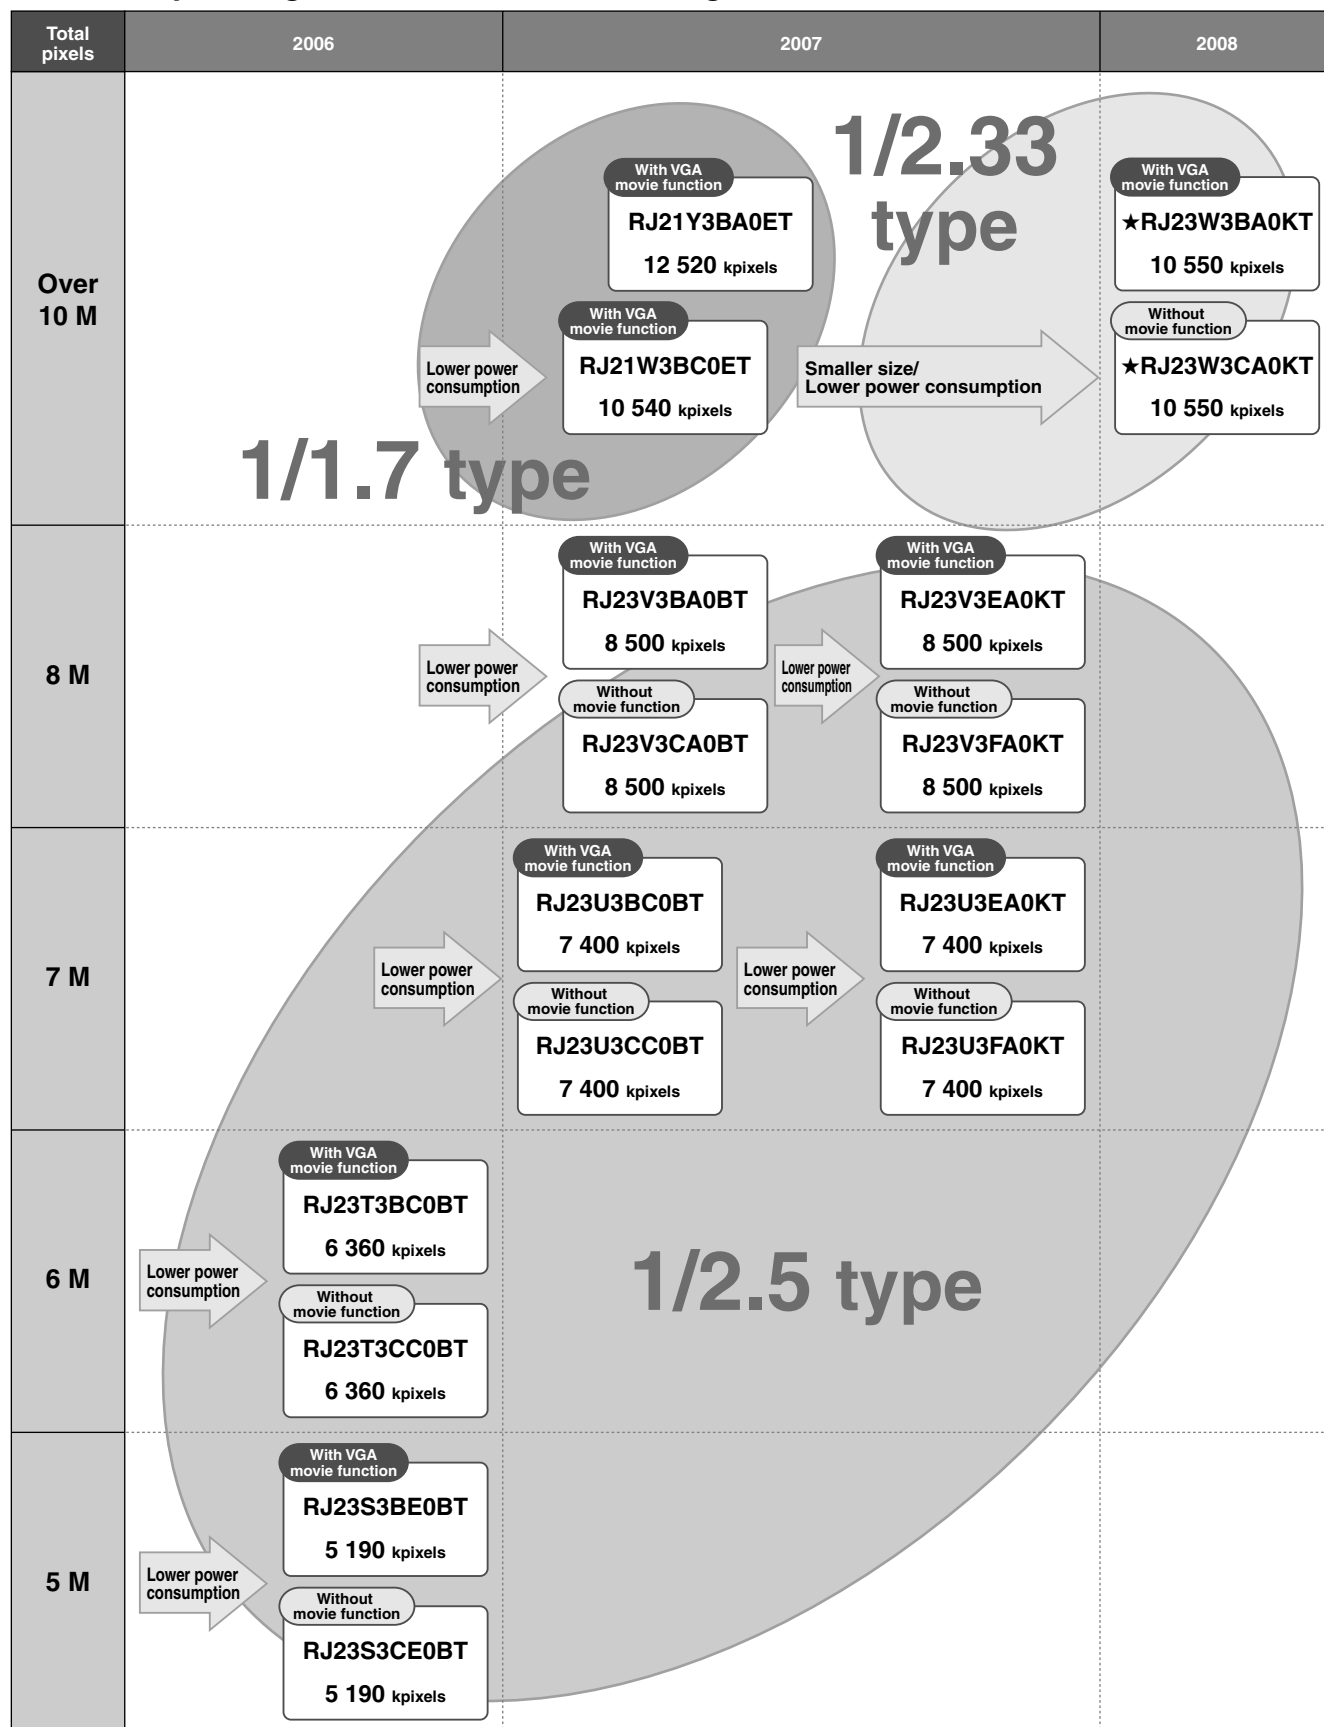 Total
pixels
2006
2007
2008
Over
10 M
1/1.7 type
1/2.33
type
Lower power
consumption
With VGA
movie function
RJ21Y3BA0ET
12 520 kpixels
With VGA
movie function
RJ21W3BC0ET
10 540 kpixels
Smaller size/
Lower power consumption
With VGA
movie function
★RJ23W3BA0KT
10 550 kpixels
Without
movie function
★RJ23W3CA0KT
10 550 kpixels
8 M
Lower power
consumption
With VGA
movie function
RJ23V3BA0BT
8 500 kpixels
Without
movie function
RJ23V3CA0BT
8 500 kpixels
Lower power
consumption
With VGA
movie function
RJ23V3EA0KT
8 500 kpixels
Without
movie function
RJ23V3FA0KT
8 500 kpixels
7 M
Lower power
consumption
With VGA
movie function
RJ23U3BC0BT
7 400 kpixels
Without
movie function
RJ23U3CC0BT
7 400 kpixels
Lower power
consumption
With VGA
movie function
RJ23U3EA0KT
7 400 kpixels
Without
movie function
RJ23U3FA0KT
7 400 kpixels
6 M
Lower power
consumption
With VGA
movie function
RJ23T3BC0BT
6 360 kpixels
Without
movie function
RJ23T3CC0BT
6 360 kpixels
1/2.5 type
5 M
Lower power
consumption
With VGA
movie function
RJ23S3BE0BT
5 190 kpixels
Without
movie function
RJ23S3CE0BT
5 190 kpixels